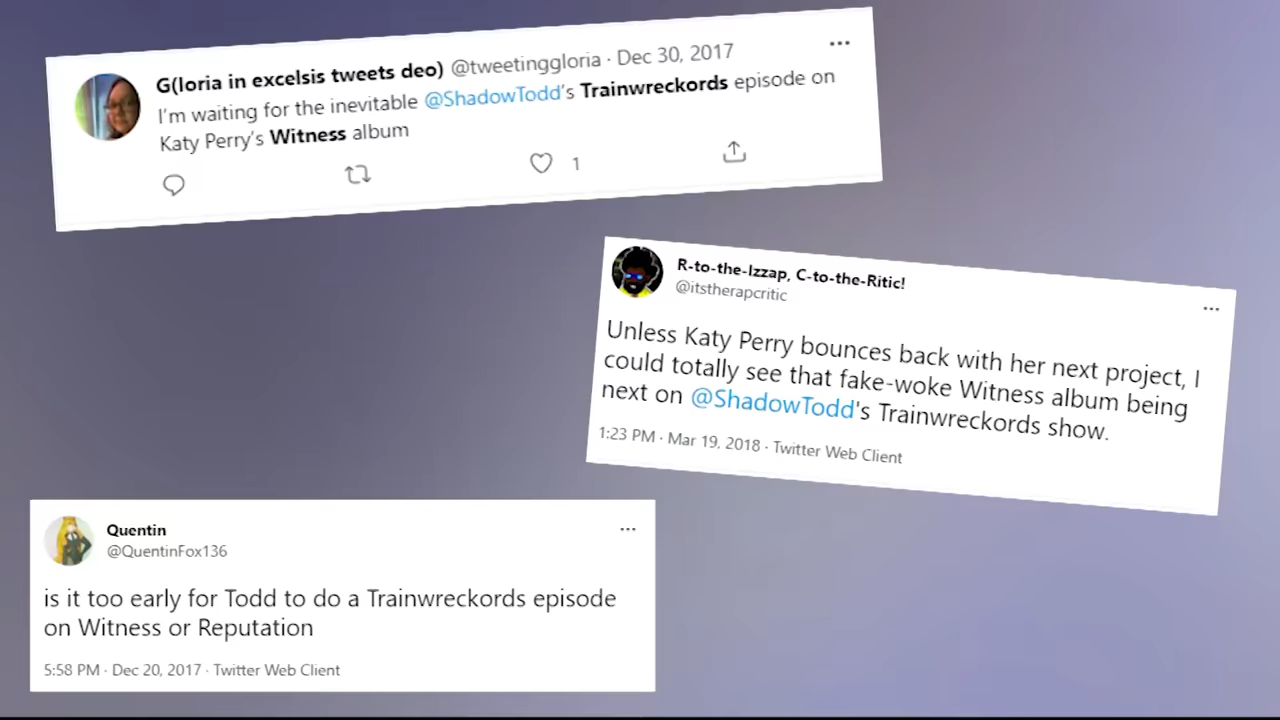 G(loria in excelsis tweets deo) @tweetinggloria · Dec 30, 2017
I'm waiting for the inevitable @ShadowTodd's Trainwreckords episode on
Katy Perry's Witness album
1
R-to-the-Izzap, C-to-the-Ritic!
@itstherapcritic
Unless Katy Perry bounces back with her next project, I
could totally see that fake-woke Witness album being
next on @ShadowTodd's Trainwreckords show.
1:23 PM · Mar 19, 2018 · Twitter Web Client
Quentin
@QuentinFox136
is it too early for Todd to do a Trainwreckords episode
on Witness or Reputation
5:58 PM · Dec 20, 2017 · Twitter Web Client